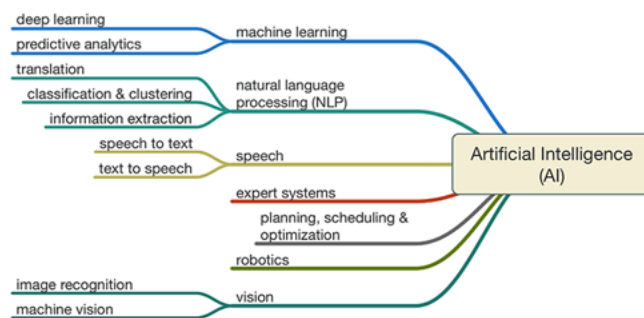 deep learning
predictive analytics
machine learning
translation
classification & clustering
information extraction
natural language
processing (NLP)
speech to text
text to speech
speech
expert systems
planning, scheduling &
optimization
robotics
image recognition
machine vision
vision
Artificial Intelligence
(AI)